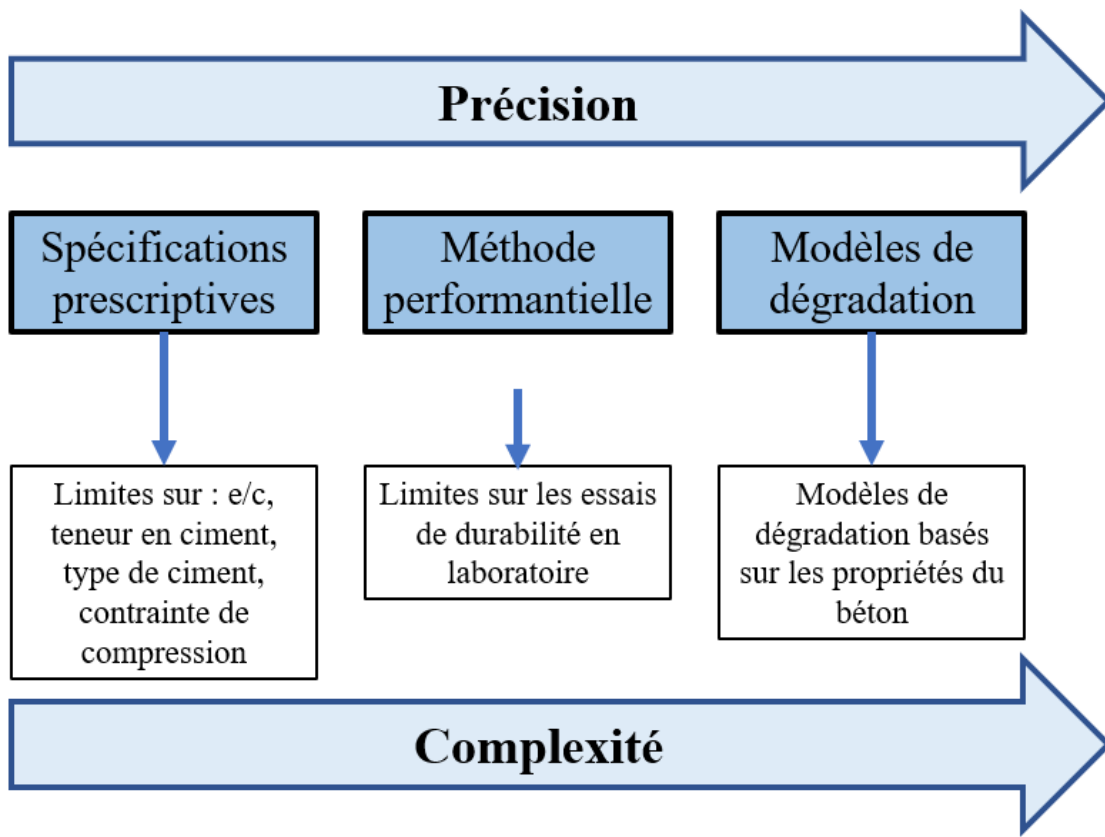 Précision
Spécifications
prescriptives
Méthode
performantielle
Modèles de
dégradation
Limites sur : e/c,
teneur en ciment,
type de ciment,
contrainte de
compression
Limites sur les essais
de durabilité en
laboratoire
Modèles de
dégradation basés
sur les propriétés du
béton
Complexité